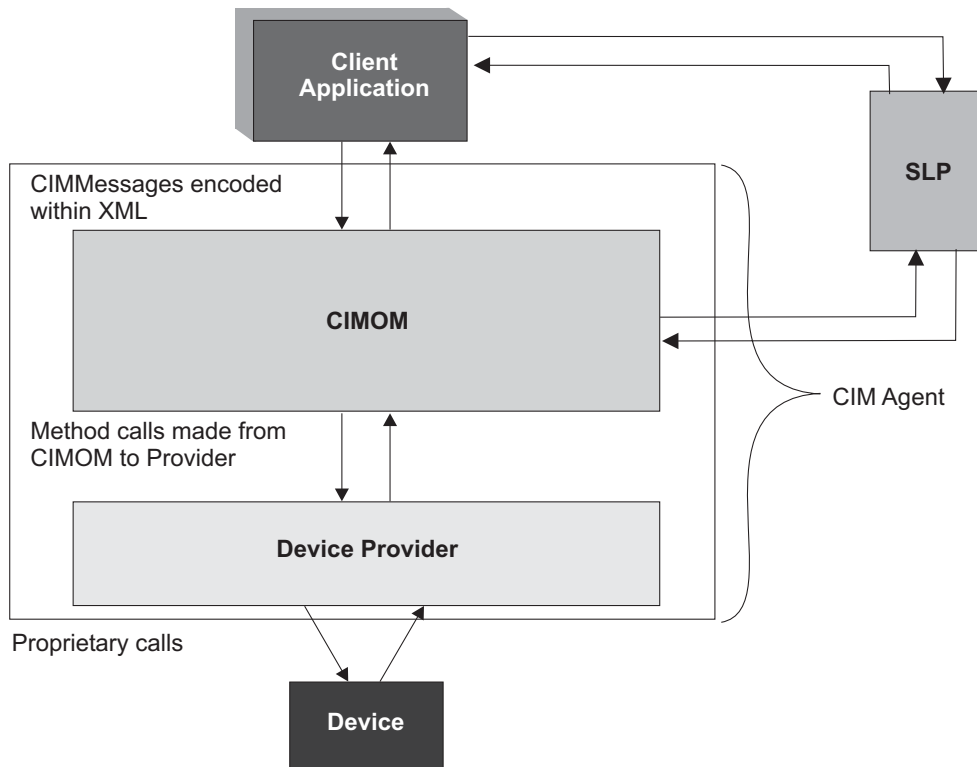 Client
Application
SLP
CIMMessages encoded
within XML
CIMOM
CIM Agent
Method calls made from
CIMOM to Provider
Device Provider
Proprietary calls
Device